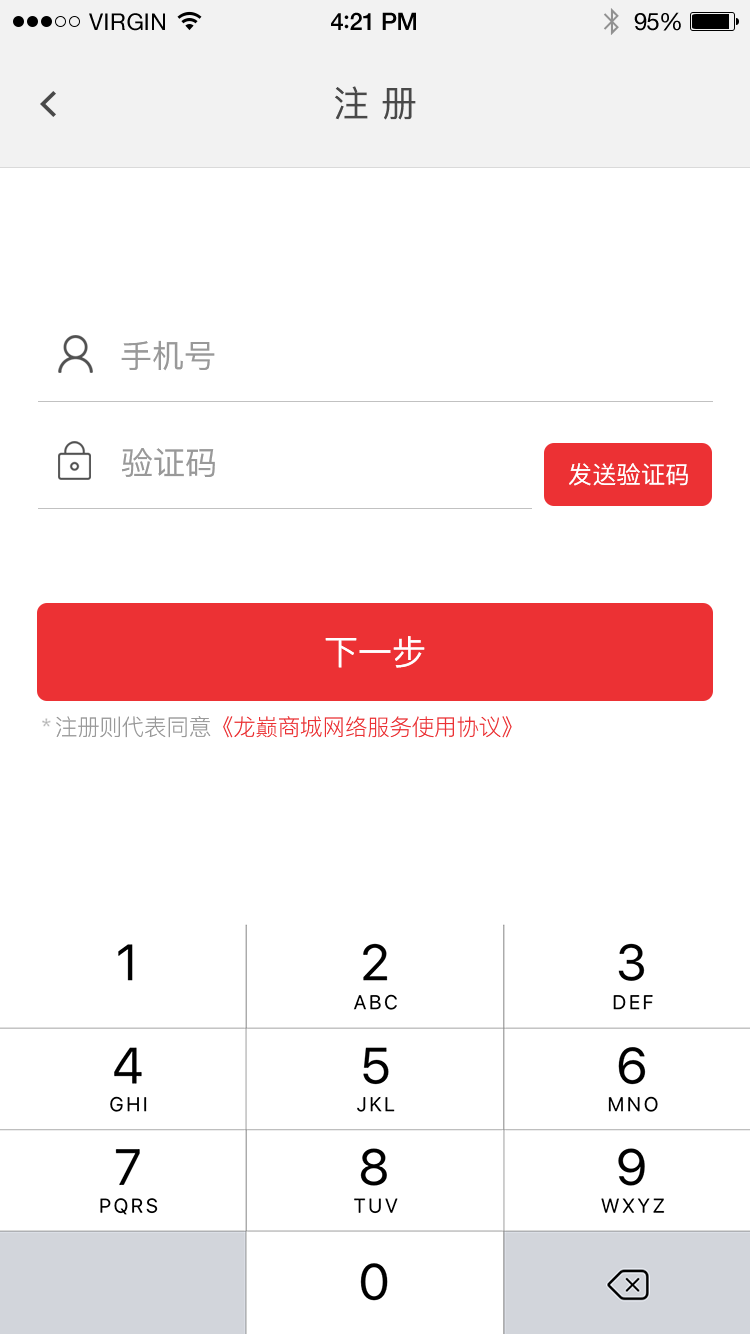 VIRGIN 4:21 PM 95%
注 册
手机号
验证码
发送验证码
下一步
*注册则代表同意《龙巅商城网络服务使用协议》
1 2 3
ABC DEF
4 5 6
GHI JKL MNO
7 8 9
PQRS TUV WXYZ
0